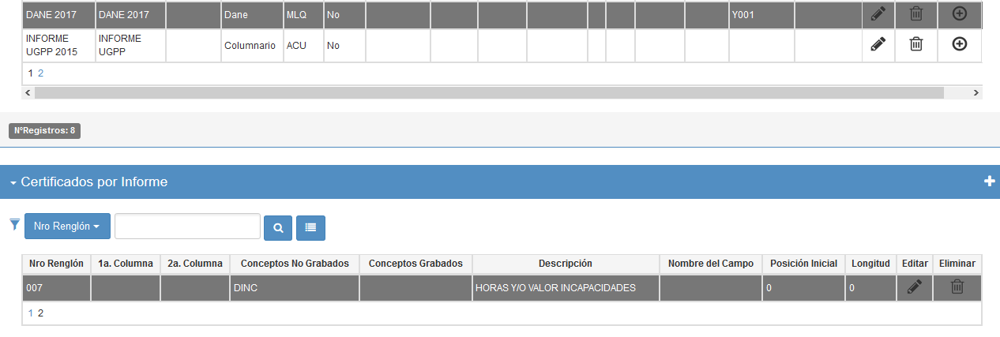 DANE 2017 DANE 2017 Dane MLQ No Y001
INFORME UGPP 2015 INFORME UGPP Columnario ACU No
1 2
N°Registros: 8
Certificados por Informe
Nro Renglón
Nro Renglón 1a. Columna 2a. Columna Conceptos No Grabados Conceptos Grabados Descripción Nombre del Campo Posición Inicial Longitud Editar Eliminar
007 DINC HORAS Y/O VALOR INCAPACIDADES 0 0
1 2